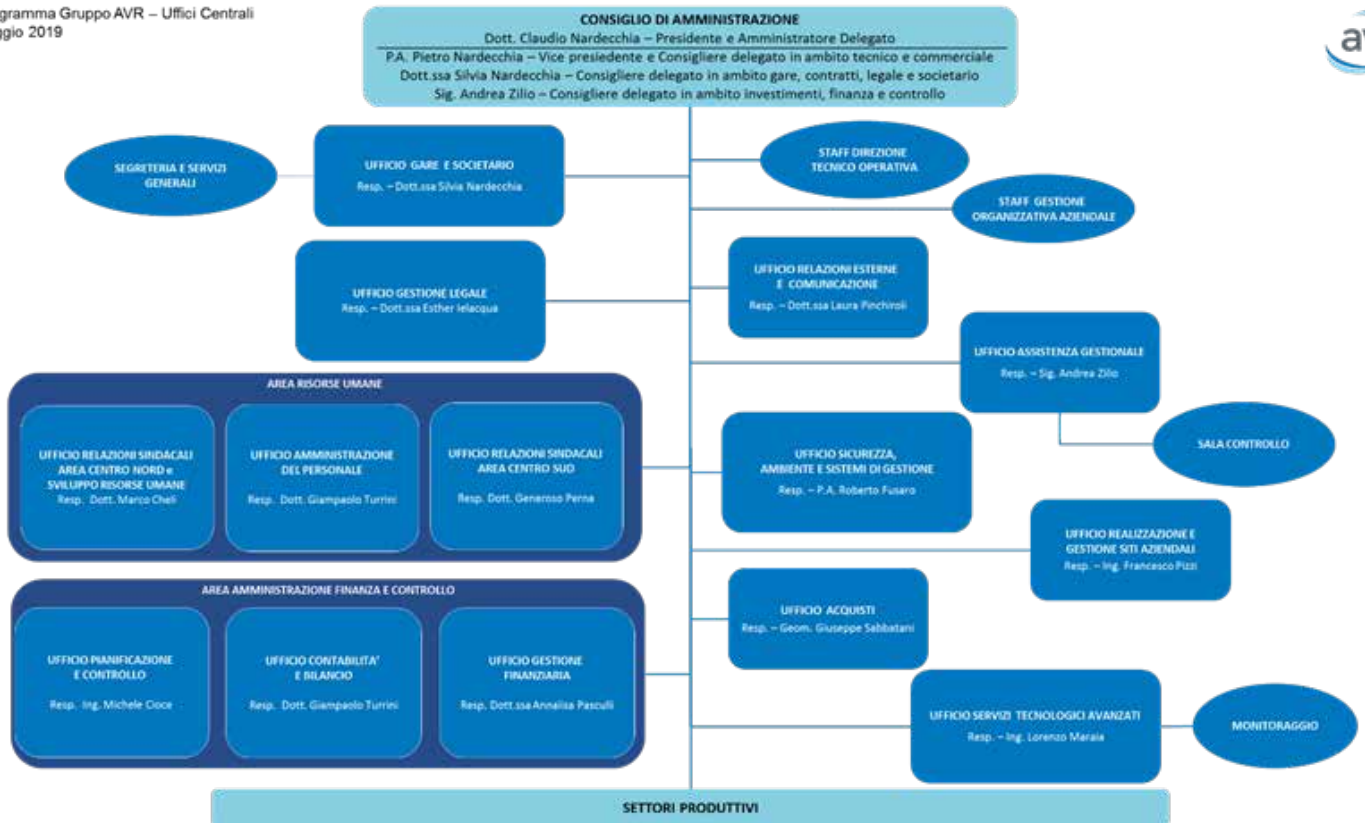 gramma Gruppo AVR – Uffici Centrali
ggio 2019
CONSIGLIO DI AMMINISTRAZIONE
Dott. Claudio Nardecchia – Presidente e Amministratore Delegato
P.A. Pietro Nardecchia – Vice presiedente e Consigliere delegato in ambito tecnico e commerciale
Dott.ssa Silvia Nardecchia – Consigliere delegato in ambito gare, contratti, legale e societario
Sig. Andrea Zilio – Consigliere delegato in ambito investimenti, finanza e controllo
av
SEGRETERIA E SERVIZI
GENERALI
UFFICIO GARE E SOCIETARIO
Resp. – Dott.ssa Silvia Nardecchia
STAFF DIREZIONE
TECNICO OPERATIVA
STAFF GESTIONE
ORGANIZZATIVA AZIENDALE
UFFICIO GESTIONE LEGALE
Resp. – Dott.ssa Esther Ielacqua
UFFICIO RELAZIONI ESTERNE
E COMUNICAZIONE
Resp. – Dott.ssa Laura Pinchiroli
UFFICIO ASSISTENZA GESTIONALE
Resp. – Sig. Andrea Zilio
SALA CONTROLLO
AREA RISORSE UMANE
UFFICIO RELAZIONI SINDACALI
AREA CENTRO NORD e
SVILUPPO RISORSE UMANE
Resp. Dott. Marco Cheli
UFFICIO AMMINISTRAZIONE
DEL PERSONALE
Resp. Dott. Giampaolo Turrini
UFFICIO RELAZIONI SINDACALI
AREA CENTRO SUD
Resp. Dott. Generoso Perna
UFFICIO SICUREZZA,
AMBIENTE E SISTEMI DI GESTIONE
Resp. – P.A. Roberto Fusaro
UFFICIO REALIZZAZIONE E
GESTIONE SITI AZIENDALI
Resp. – Ing. Francesco Pizzi
AREA AMMINISTRAZIONE FINANZA E CONTROLLO
UFFICIO PIANIFICAZIONE
E CONTROLLO
Resp. Ing. Michele Cioce
UFFICIO CONTABILITA'
E BILANCIO
Resp. Dott. Giampaolo Turrini
UFFICIO GESTIONE
FINANZIARIA
Resp. Dott.ssa Annalisa Pasculli
UFFICIO ACQUISTI
Resp. – Geom. Giuseppe Sabbatani
UFFICIO SERVIZI TECNOLOGICI AVANZATI
Resp. – Ing. Lorenzo Maraia
MONITORAGGIO
SETTORI PRODUTTIVI